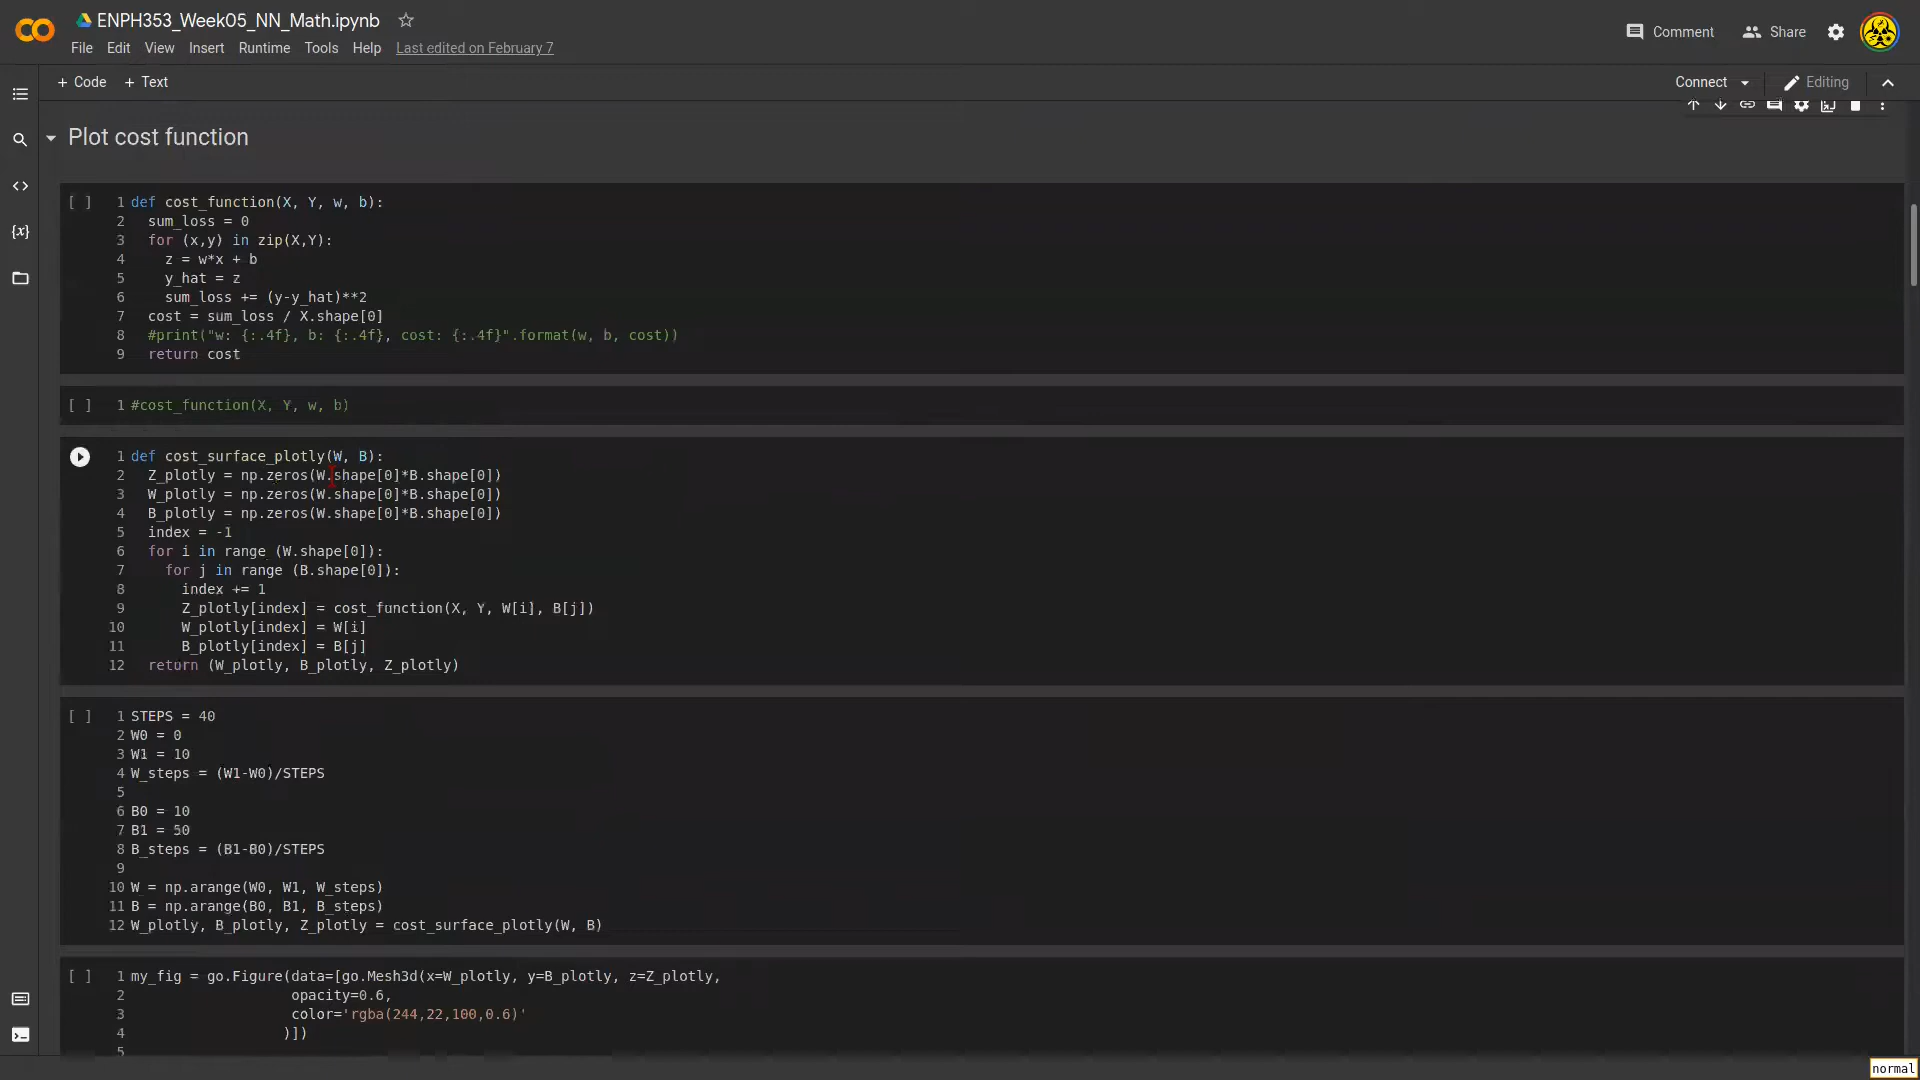 ENPH353_Week05_NN_Math.ipynb
Comment
Share
File Edit View Insert Runtime Tools Help Last edited on February 7
+ Code + Text
Connect
Editing
Plot cost function
[ ]
1 def cost_function(X, Y, w, b):
2   sum_loss = 0
3   for (x,y) in zip(X,Y):
4     z = w*x + b
5     y_hat = z
6     sum_loss += (y-y_hat)**2
7   cost = sum_loss / X.shape[0]
8   #print("w: {:.4f}, b: {:.4f}, cost: {:.4f}".format(w, b, cost))
9   return cost
[ ]
1 #cost_function(X, Y, w, b)
1 def cost_surface_plotly(W, B):
2   Z_plotly = np.zeros(W.shape[0]*B.shape[0])
3   W_plotly = np.zeros(W.shape[0]*B.shape[0])
4   B_plotly = np.zeros(W.shape[0]*B.shape[0])
5   index = -1
6   for i in range (W.shape[0]):
7     for j in range (B.shape[0]):
8       index += 1
9       Z_plotly[index] = cost_function(X, Y, W[i], B[j])
10       W_plotly[index] = W[i]
11       B_plotly[index] = B[j]
12   return (W_plotly, B_plotly, Z_plotly)
[ ]
1 STEPS = 40
2 W0 = 0
3 W1 = 10
4 W_steps = (W1-W0)/STEPS
5
6 B0 = 10
7 B1 = 50
8 B_steps = (B1-B0)/STEPS
9
10 W = np.arange(W0, W1, W_steps)
11 B = np.arange(B0, B1, B_steps)
12 W_plotly, B_plotly, Z_plotly = cost_surface_plotly(W, B)
[ ]
1 my_fig = go.Figure(data=[go.Mesh3d(x=W_plotly, y=B_plotly, z=Z_plotly,
2                    opacity=0.6,
3                    color='rgba(244,22,100,0.6)'
4                   )])
5
normal